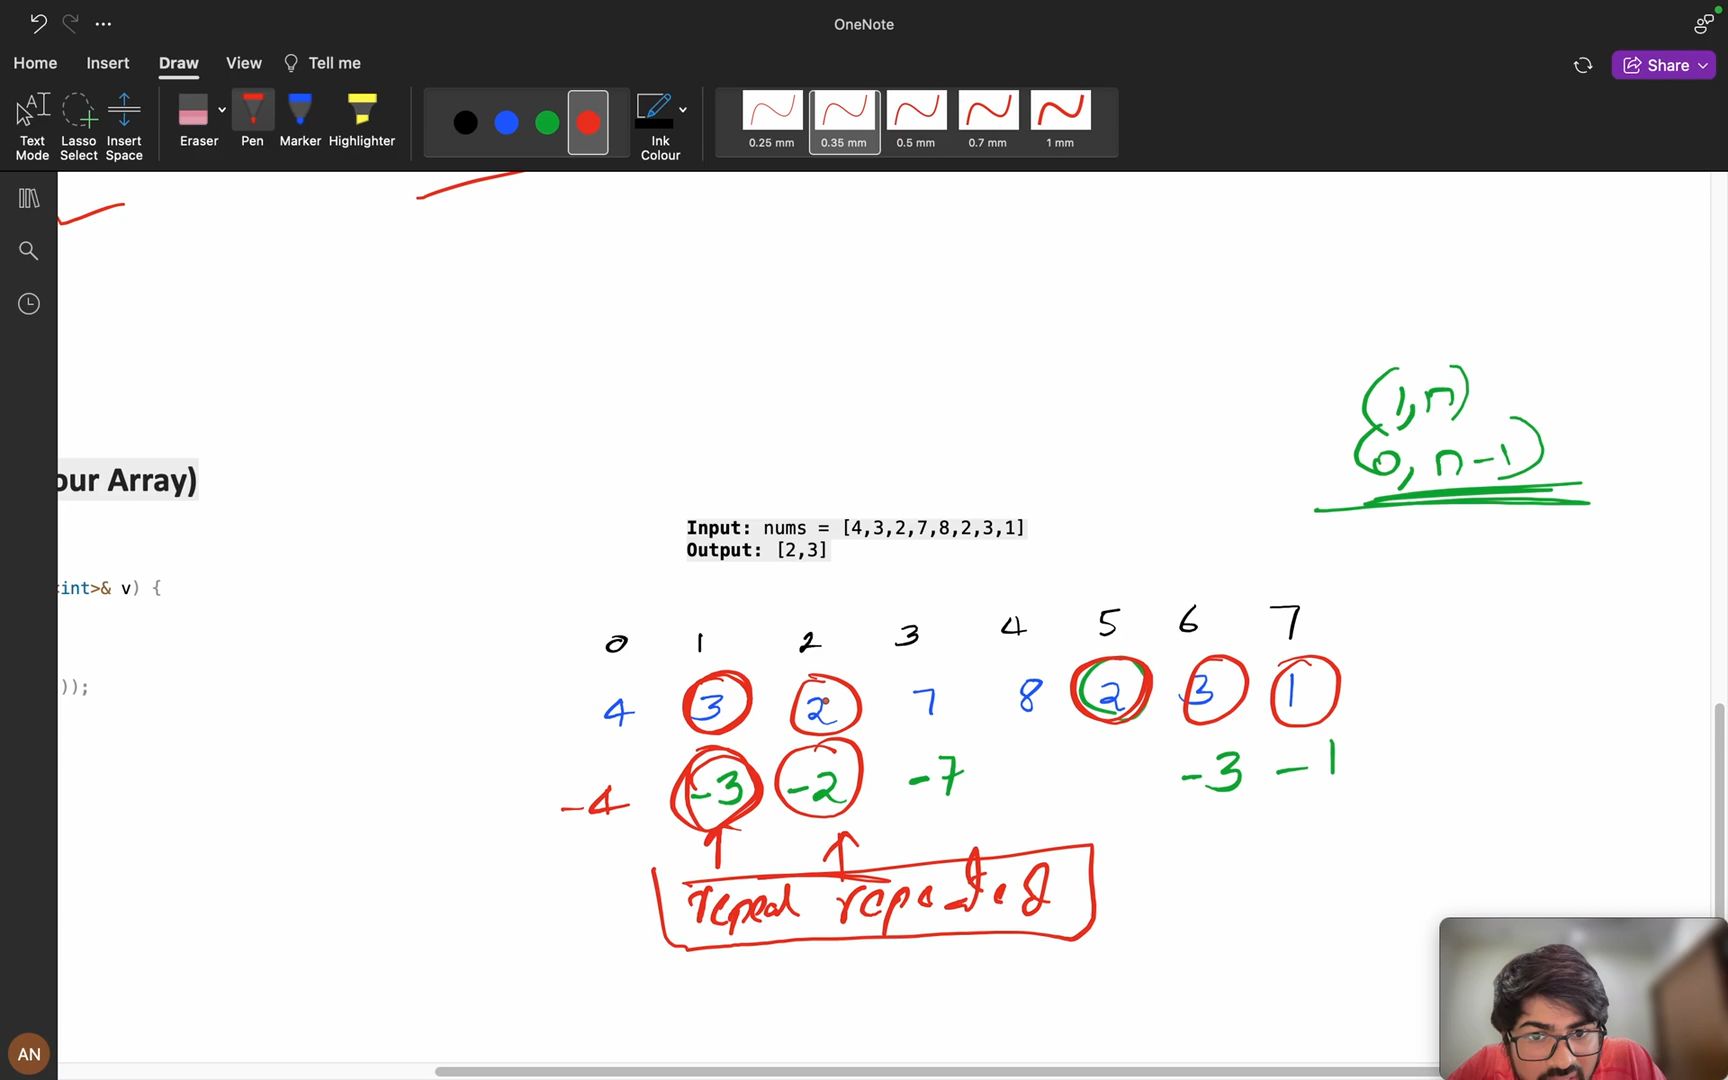 OneNote
Home Insert Draw View Tell me
Share
Text Mode
Lasso Select
Insert Space
Eraser
Pen
Marker
Highlighter
Ink Colour
0.25 mm
0.35 mm
0.5 mm
0.7 mm
1 mm
(1,n)
(0, n-1)
our Array)
Input: nums = [4,3,2,7,8,2,3,1]
Output: [2,3]
int>& v) {
));
0 1 2 3 4 5 6 7
4 3 2 7 8 2 3 1
-4 -3 -2 -7 -3 -1
repeated
AN